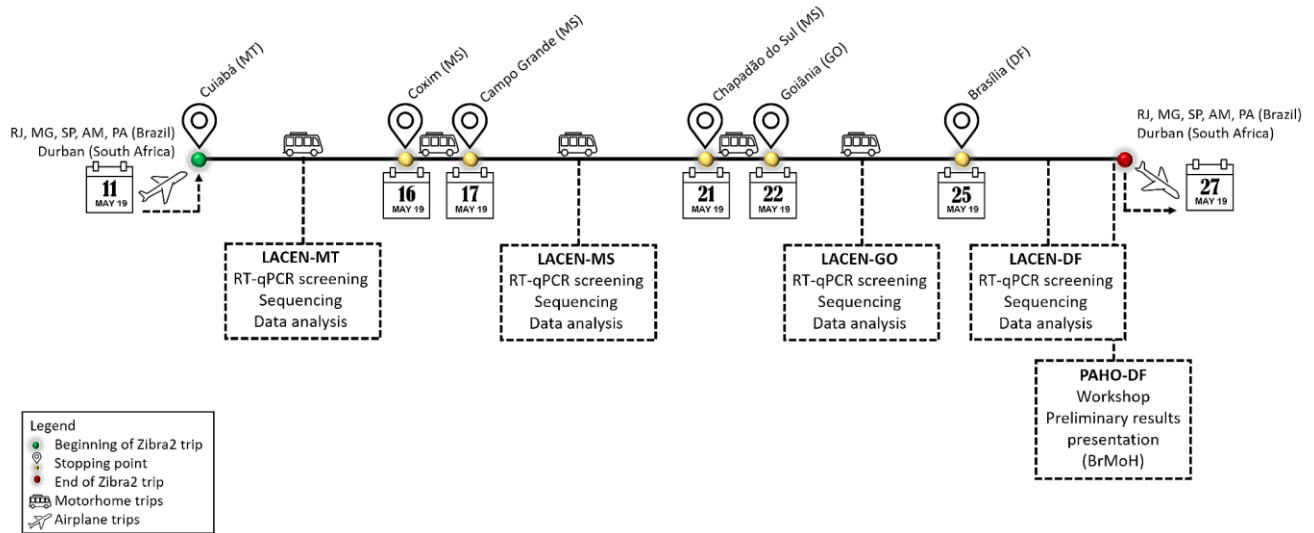 Cuiabá (MT)
Coxim (MS)
Campo Grande (MS)
Chapadão do Sul (MS)
Goiânia (GO)
Brasília (DF)
RJ, MG, SP, AM, PA (Brazil)
Durban (South Africa)
RJ, MG, SP, AM, PA (Brazil)
Durban (South Africa)
11
MAY 19
16
MAY 19
17
MAY 19
21
MAY 19
22
MAY 19
25
MAY 19
27
MAY 19
LACEN-MT
RT-qPCR screening
Sequencing
Data analysis
LACEN-MS
RT-qPCR screening
Sequencing
Data analysis
LACEN-GO
RT-qPCR screening
Sequencing
Data analysis
LACEN-DF
RT-qPCR screening
Sequencing
Data analysis
PAHO-DF
Workshop
Preliminary results
presentation
(BrMoH)
Legend
Beginning of Zibra2 trip
Stopping point
End of Zibra2 trip
Motorhome trips
Airplane trips